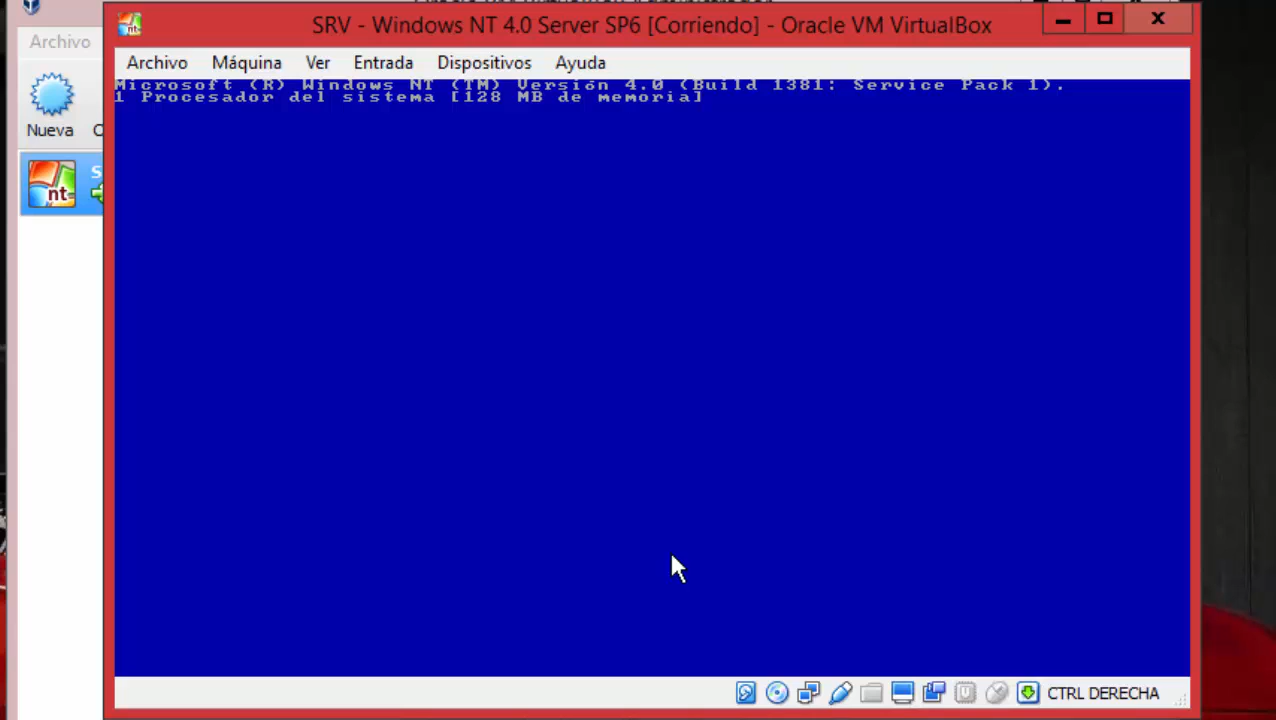 SRV - Windows NT 4.0 Server SP6 [Corriendo] - Oracle VM VirtualBox
Archivo
Archivo Máquina Ver Entrada Dispositivos Ayuda
Microsoft (R) Windows NT (TM) Versión 4.0 (Build 1381: Service Pack 1).
1 Procesador del sistema [128 MB de memoria]
Nueva
nt
CTRL DERECHA